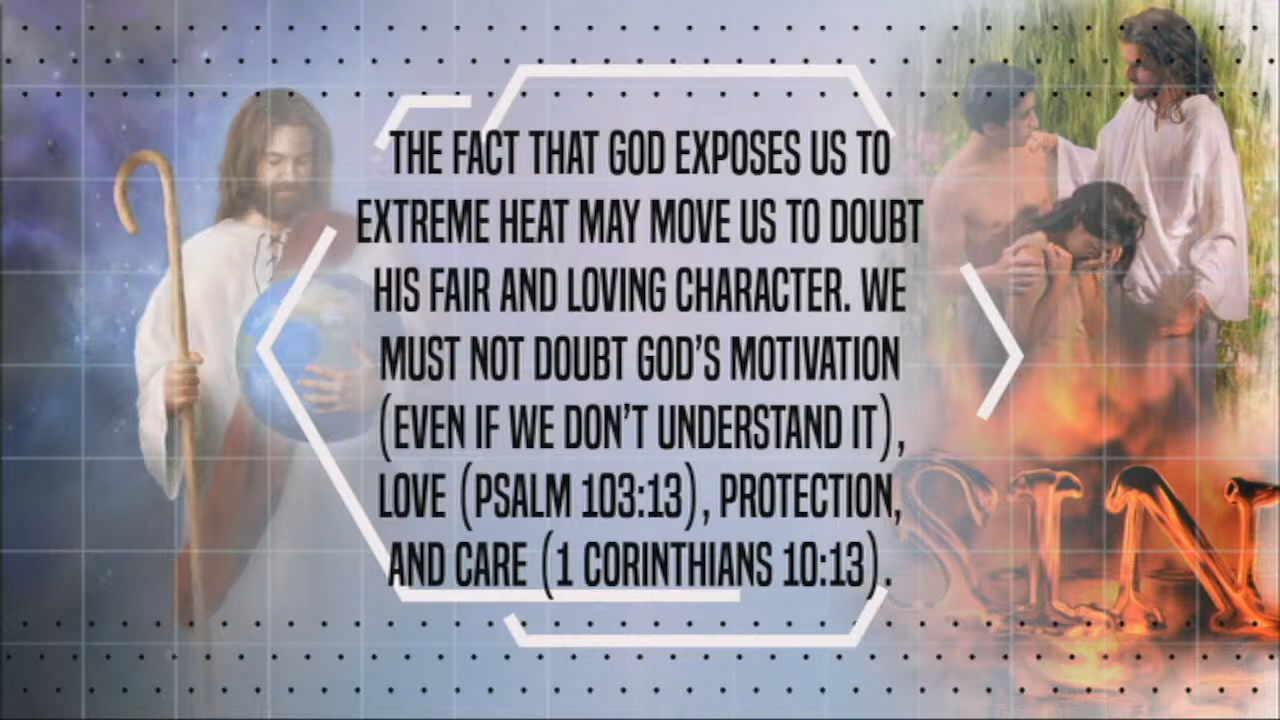 THE FACT THAT GOD EXPOSES US TO
EXTREME HEAT MAY MOVE US TO DOUBT
HIS FAIR AND LOVING CHARACTER. WE
MUST NOT DOUBT GOD'S MOTIVATION
(EVEN IF WE DON'T UNDERSTAND IT),
LOVE (PSALM 103:13), PROTECTION,
AND CARE (1 CORINTHIANS 10:13).
SIN